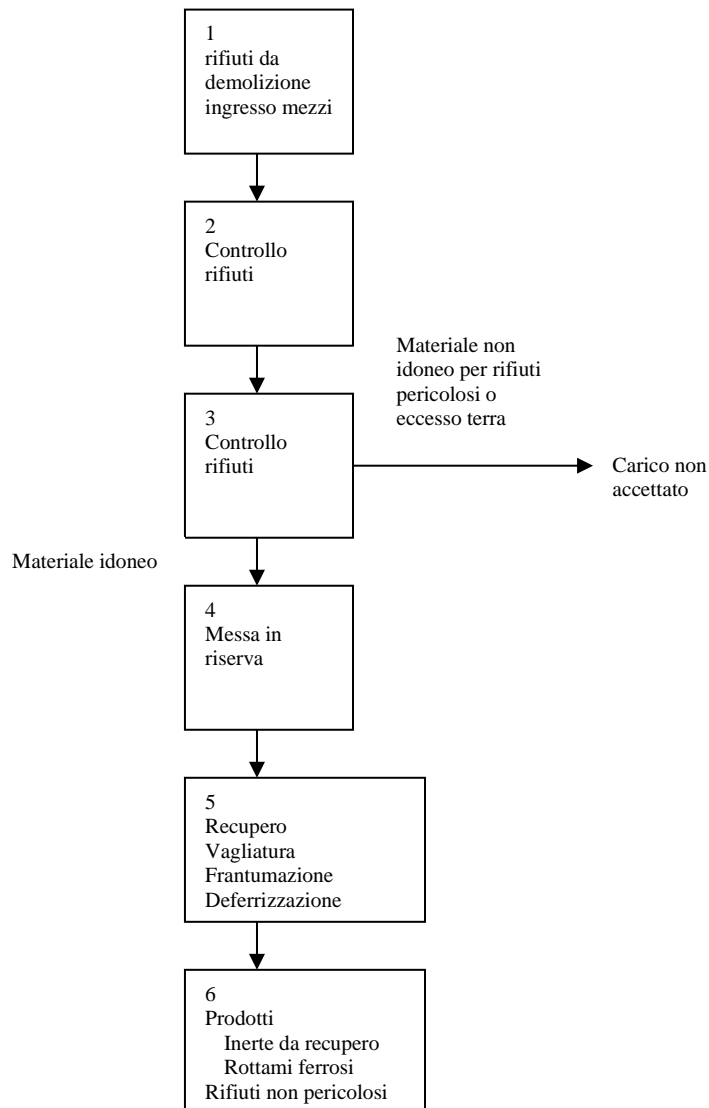 1
rifiuti da
demolizione
ingresso mezzi
2
Controllo
rifiuti
Materiale non
idoneo per rifiuti
pericolosi o
eccesso terra
3
Controllo
rifiuti
Carico non
accettato
Materiale idoneo
4
Messa in
riserva
5
Recupero
Vagliatura
Frantumazione
Deferrizzazione
6
Prodotti
Inerte da recupero
Rottami ferrosi
Rifiuti non pericolosi